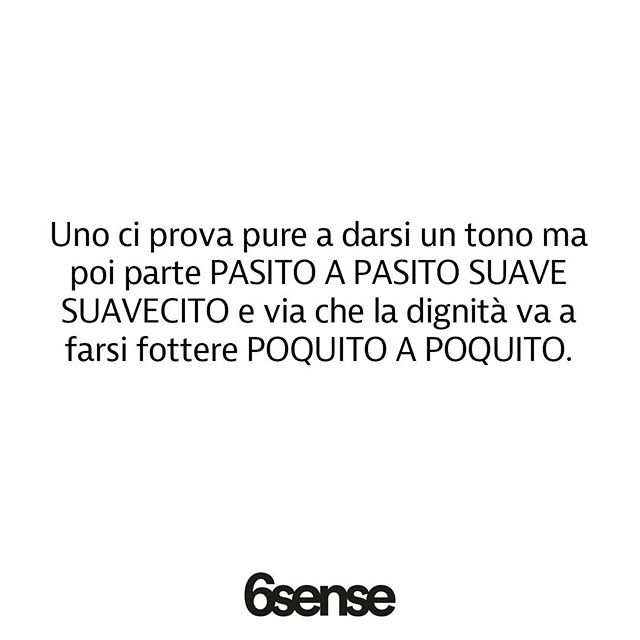 Uno ci prova pure a darsi un tono ma
poi parte PASITO A PASITO SUAVE
SUAVECITO e via che la dignità va a
farsi fottere POQUITO A POQUITO.
6sense